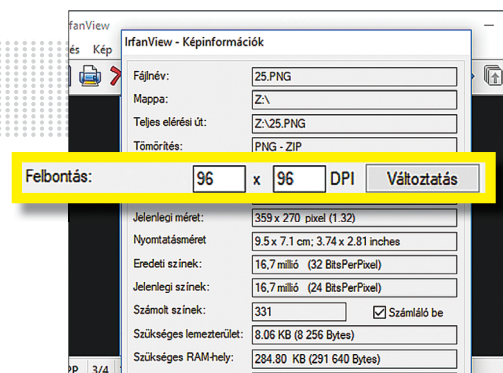 fanView
és Kép
IrfanView - Képinformációk
Fájlnév: 25.PNG
Mappa: Z:\
Teljes elérési út: Z:\25.PNG
Tömörítés: PNG - ZIP
Felbontás: 96 x 96 DPI Változtatás
Jelenlegi méret: 359 x 270 pixel (1.32)
Nyomtatásméret 9.5 x 7.1 cm; 3.74 x 2.81 inches
Eredeti színek: 16,7 millió (32 BitsPerPixel)
Jelenlegi színek: 16,7 millió (24 BitsPerPixel)
Számolt színek: 331 Számláló be
Szükséges lemezterület: 8.06 KB (8 256 Bytes)
Szükséges RAM-hely: 284.80 KB (291 640 Bytes)
PP 3/4